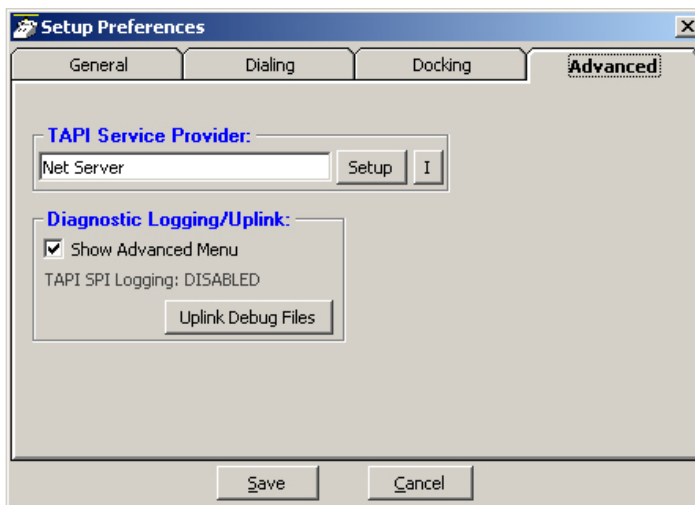 Setup Preferences
General Dialing Docking Advanced
TAPI Service Provider:
Net Server Setup I
Diagnostic Logging/Uplink:
Show Advanced Menu
TAPI SPI Logging: DISABLED
Uplink Debug Files
Save Cancel